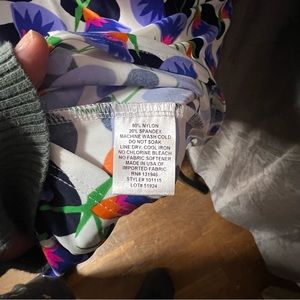 80% NYLON
20% SPANDEX
MACHINE WASH COLD
DO NOT SOAK
LINE DRY, COOL IRON
NO CHLORINE BLEACH
NO FABRIC SOFTENER
MADE IN USA OF
IMPORTED FABRIC
RN# 131946
STYLE# 101115
LOT# 51924